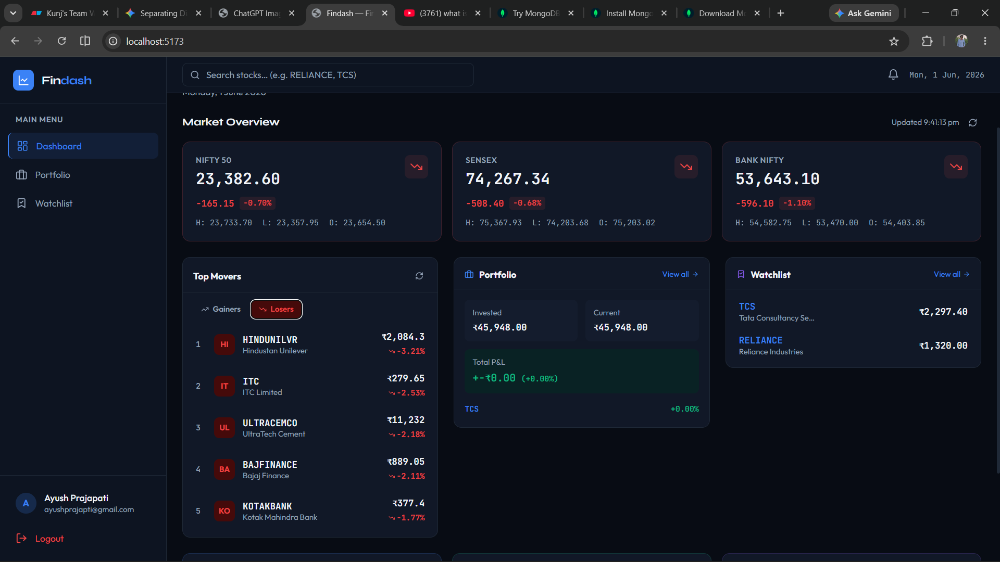 Kunj's Team W
Separating Di
ChatGPT Imag
Findash — Fir
(3761) what is
Try MongoDB
Install Mongo
Download Mo
Ask Gemini
localhost:5173
Findash
Search stocks... (e.g. RELIANCE, TCS)
Mon, 1 Jun, 2026
Monday, 1 June 2026
MAIN MENU
Dashboard
Portfolio
Watchlist
Market Overview
Updated 9:41:13 pm
NIFTY 50
23,382.60
-165.15 -0.70%
H: 23,733.70 L: 23,357.95 O: 23,654.50
SENSEX
74,267.34
-508.40 -0.68%
H: 75,367.93 L: 74,203.68 O: 75,203.02
BANK NIFTY
53,643.10
-596.10 -1.10%
H: 54,582.75 L: 53,470.00 O: 54,403.85
Top Movers
Gainers Losers
1 HI HINDUNILVR ₹2,084.3
Hindustan Unilever -3.21%
2 IT ITC ₹279.65
ITC Limited -2.53%
3 UL ULTRACEMCO ₹11,232
UltraTech Cement -2.18%
4 BA BAJFINANCE ₹889.05
Bajaj Finance -2.11%
5 KO KOTAKBANK ₹377.4
Kotak Mahindra Bank -1.77%
Portfolio View all →
Invested
₹45,948.00
Current
₹45,948.00
Total P&L
+-₹0.00 (+0.00%)
TCS +0.00%
Watchlist View all →
TCS ₹2,297.40
Tata Consultancy Se...
RELIANCE ₹1,320.00
Reliance Industries
A
Ayush Prajapati
ayushprajapti@gmail.com
Logout